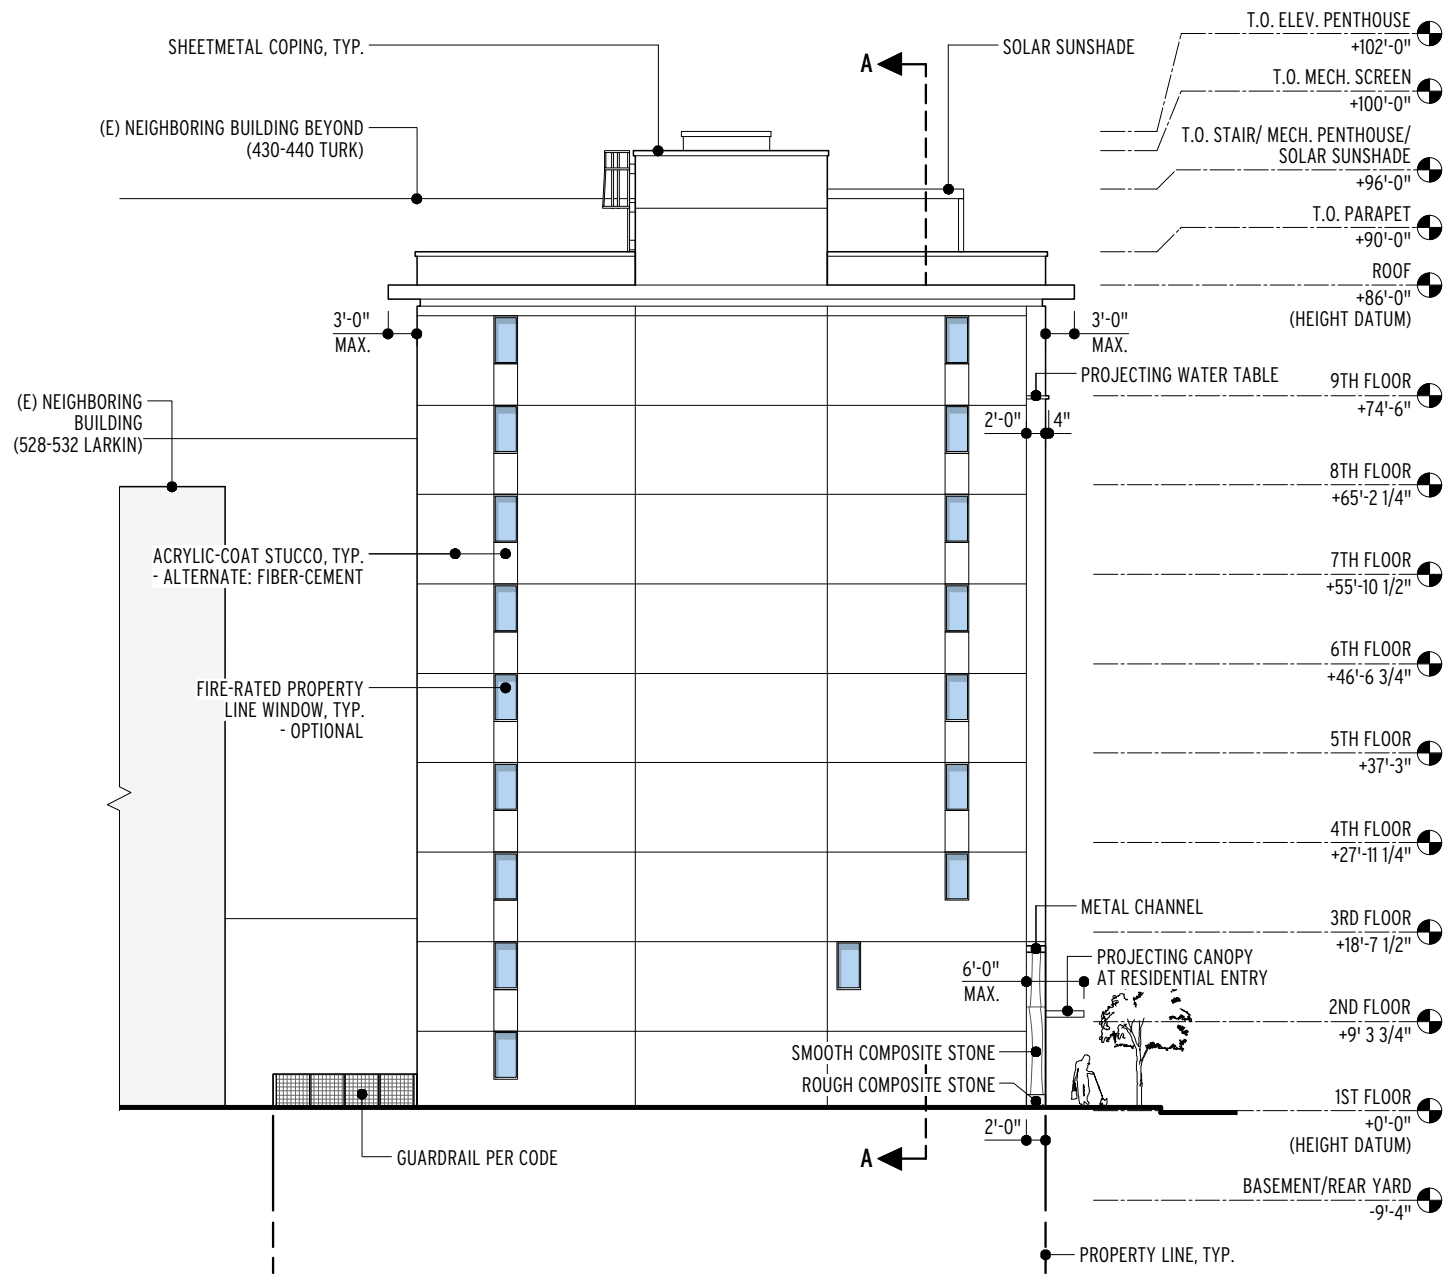 SHEETMETAL COPING, TYP.
A
SOLAR SUNSHADE
(E) NEIGHBORING BUILDING BEYOND
(430-440 TURK)
T.O. ELEV. PENTHOUSE
+102'-0"
T.O. MECH. SCREEN
+100'-0"
T.O. STAIR/ MECH. PENTHOUSE/
SOLAR SUNSHADE
+96'-0"
T.O. PARAPET
+90'-0"
ROOF
+86'-0"
(HEIGHT DATUM)
3'-0"
MAX.
3'-0"
MAX.
PROJECTING WATER TABLE
9TH FLOOR
+74'-6"
(E) NEIGHBORING
BUILDING
(528-532 LARKIN)
2'-0"
4"
8TH FLOOR
+65'-2 1/4"
ACRYLIC-COAT STUCCO, TYP.
- ALTERNATE: FIBER-CEMENT
7TH FLOOR
+55'-10 1/2"
6TH FLOOR
+46'-6 3/4"
FIRE-RATED PROPERTY
LINE WINDOW, TYP.
- OPTIONAL
5TH FLOOR
+37'-3"
4TH FLOOR
+27'-11 1/4"
METAL CHANNEL
3RD FLOOR
+18'-7 1/2"
PROJECTING CANOPY
AT RESIDENTIAL ENTRY
6'-0"
MAX.
2ND FLOOR
+9' 3 3/4"
SMOOTH COMPOSITE STONE
ROUGH COMPOSITE STONE
1ST FLOOR
+0'-0"
(HEIGHT DATUM)
2'-0"
GUARDRAIL PER CODE
A
BASEMENT/REAR YARD
-9'-4"
PROPERTY LINE, TYP.